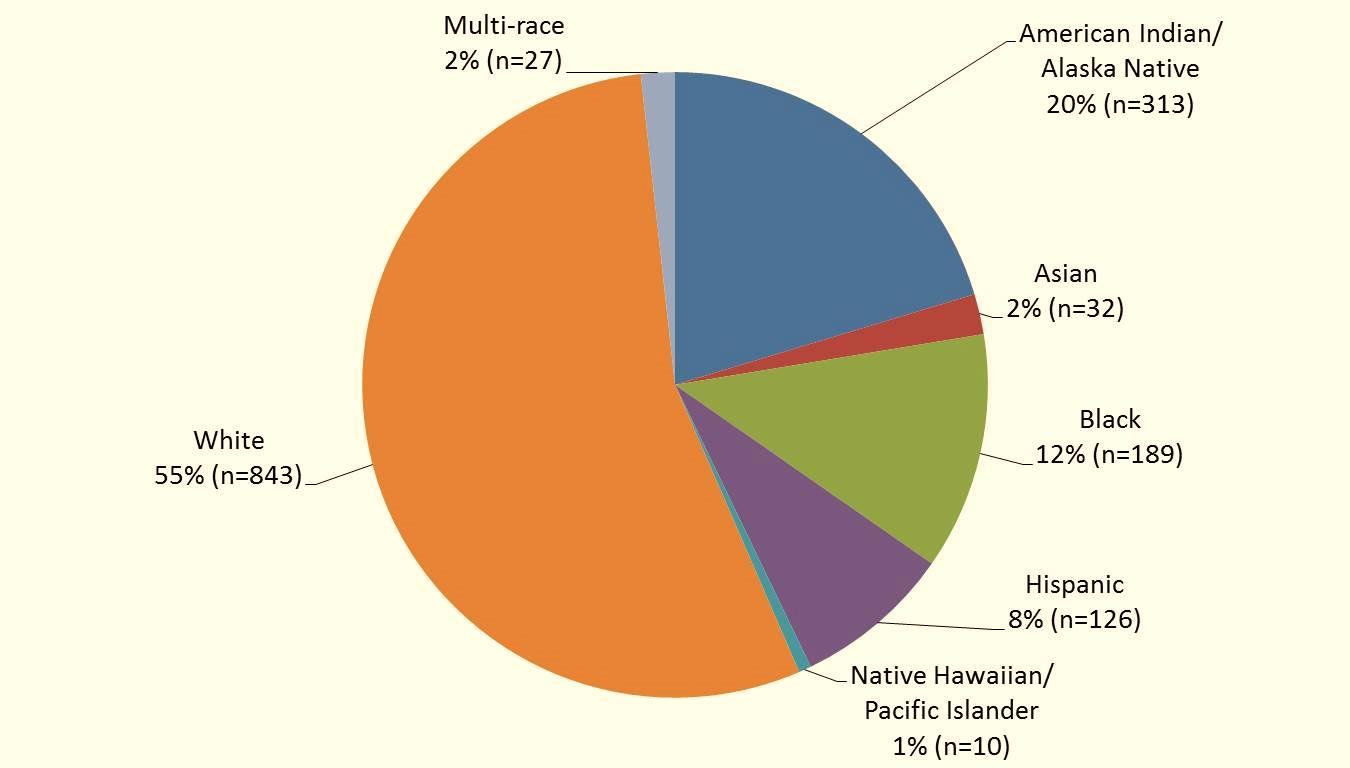 Multi-race
2% (n=27)
American Indian/
Alaska Native
20% (n=313)
Asian
2% (n=32)
Black
12% (n=189)
White
55% (n=843)
Hispanic
8% (n=126)
Native Hawaiian/
Pacific Islander
1% (n=10)